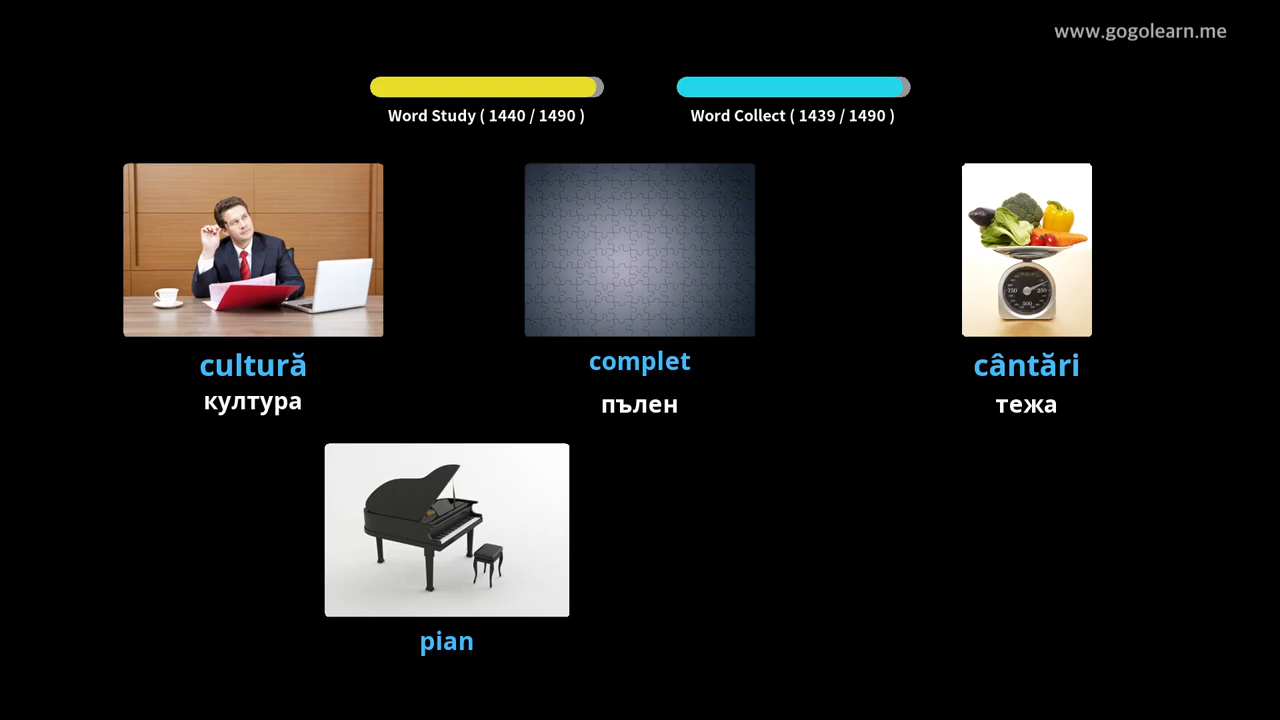 www.gogolearn.me
Word Study ( 1440 / 1490 )
Word Collect ( 1439 / 1490 )
cultură
култура
complet
пълен
cântări
тежа
pian